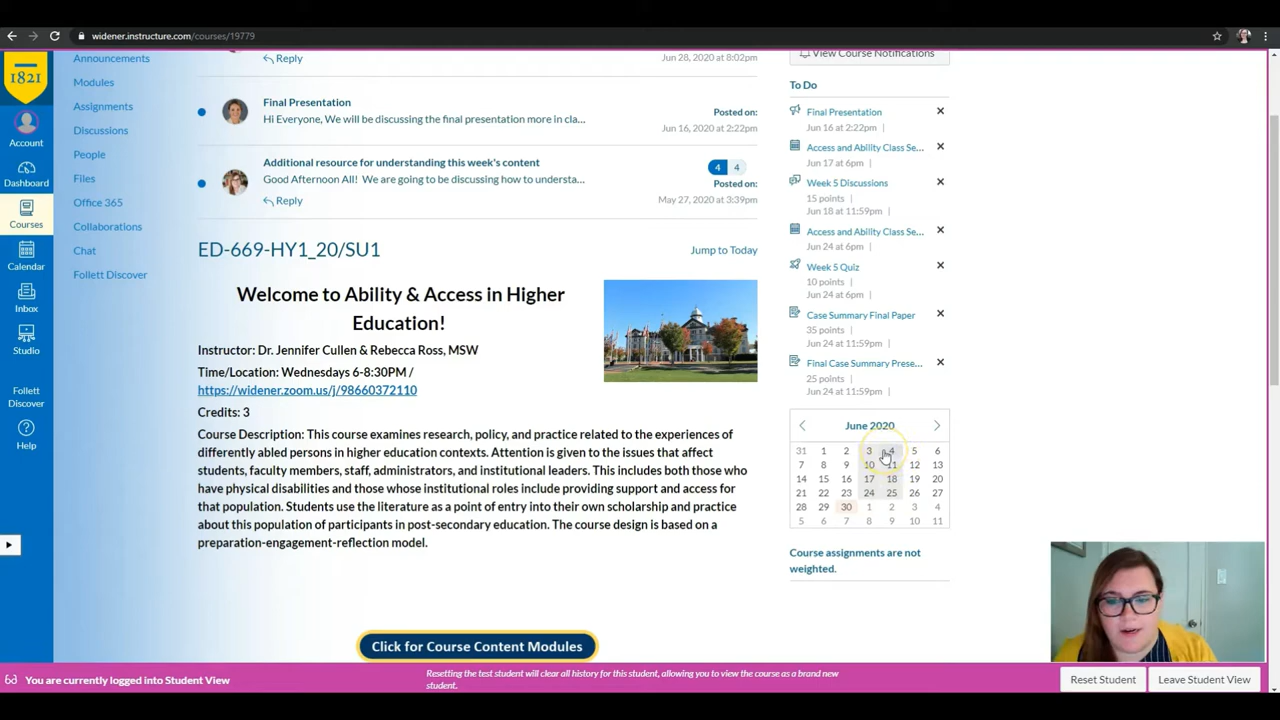 widener.instructure.com/courses/19779
1821
Account
Dashboard
Courses
Calendar
Inbox
Studio
Follett
Discover
Help
Announcements
Modules
Assignments
Discussions
People
Files
Office 365
Collaborations
Chat
Follett Discover
Reply
Jun 28, 2020 at 8:02pm
Final Presentation
Hi Everyone, We will be discussing the final presentation more in cla...
Posted on:
Jun 16, 2020 at 2:22pm
Additional resource for understanding this week's content
Good Afternoon All! We are going to be discussing how to understa...
4 4
Posted on:
May 27, 2020 at 3:39pm
Reply
ED-669-HY1_20/SU1
Jump to Today
Welcome to Ability & Access in Higher
Education!
Instructor: Dr. Jennifer Cullen & Rebecca Ross, MSW
Time/Location: Wednesdays 6-8:30PM /
https://widener.zoom.us/j/98660372110
Credits: 3
Course Description: This course examines research, policy, and practice related to the experiences of
differently abled persons in higher education contexts. Attention is given to the issues that affect
students, faculty members, staff, administrators, and institutional leaders. This includes both those who
have physical disabilities and those whose institutional roles include providing support and access for
that population. Students use the literature as a point of entry into their own scholarship and practice
about this population of participants in post-secondary education. The course design is based on a
preparation-engagement-reflection model.
Click for Course Content Modules
View Course Notifications
To Do
Final Presentation
Jun 16 at 2:22pm |
Access and Ability Class Se...
Jun 17 at 6pm
Week 5 Discussions
15 points |
Jun 18 at 11:59pm |
Access and Ability Class Se...
Jun 24 at 6pm
Week 5 Quiz
10 points |
Jun 24 at 6pm |
Case Summary Final Paper
35 points |
Jun 24 at 11:59pm |
Final Case Summary Prese...
25 points |
Jun 24 at 11:59pm |
June 2020
31 1 2 3 4 5 6
7 8 9 10 11 12 13
14 15 16 17 18 19 20
21 22 23 24 25 26 27
28 29 30 1 2 3 4
5 6 7 8 9 10 11
Course assignments are not
weighted.
You are currently logged into Student View
Resetting the test student will clear all history for this student, allowing you to view the course as a brand new
student.
Reset Student
Leave Student View